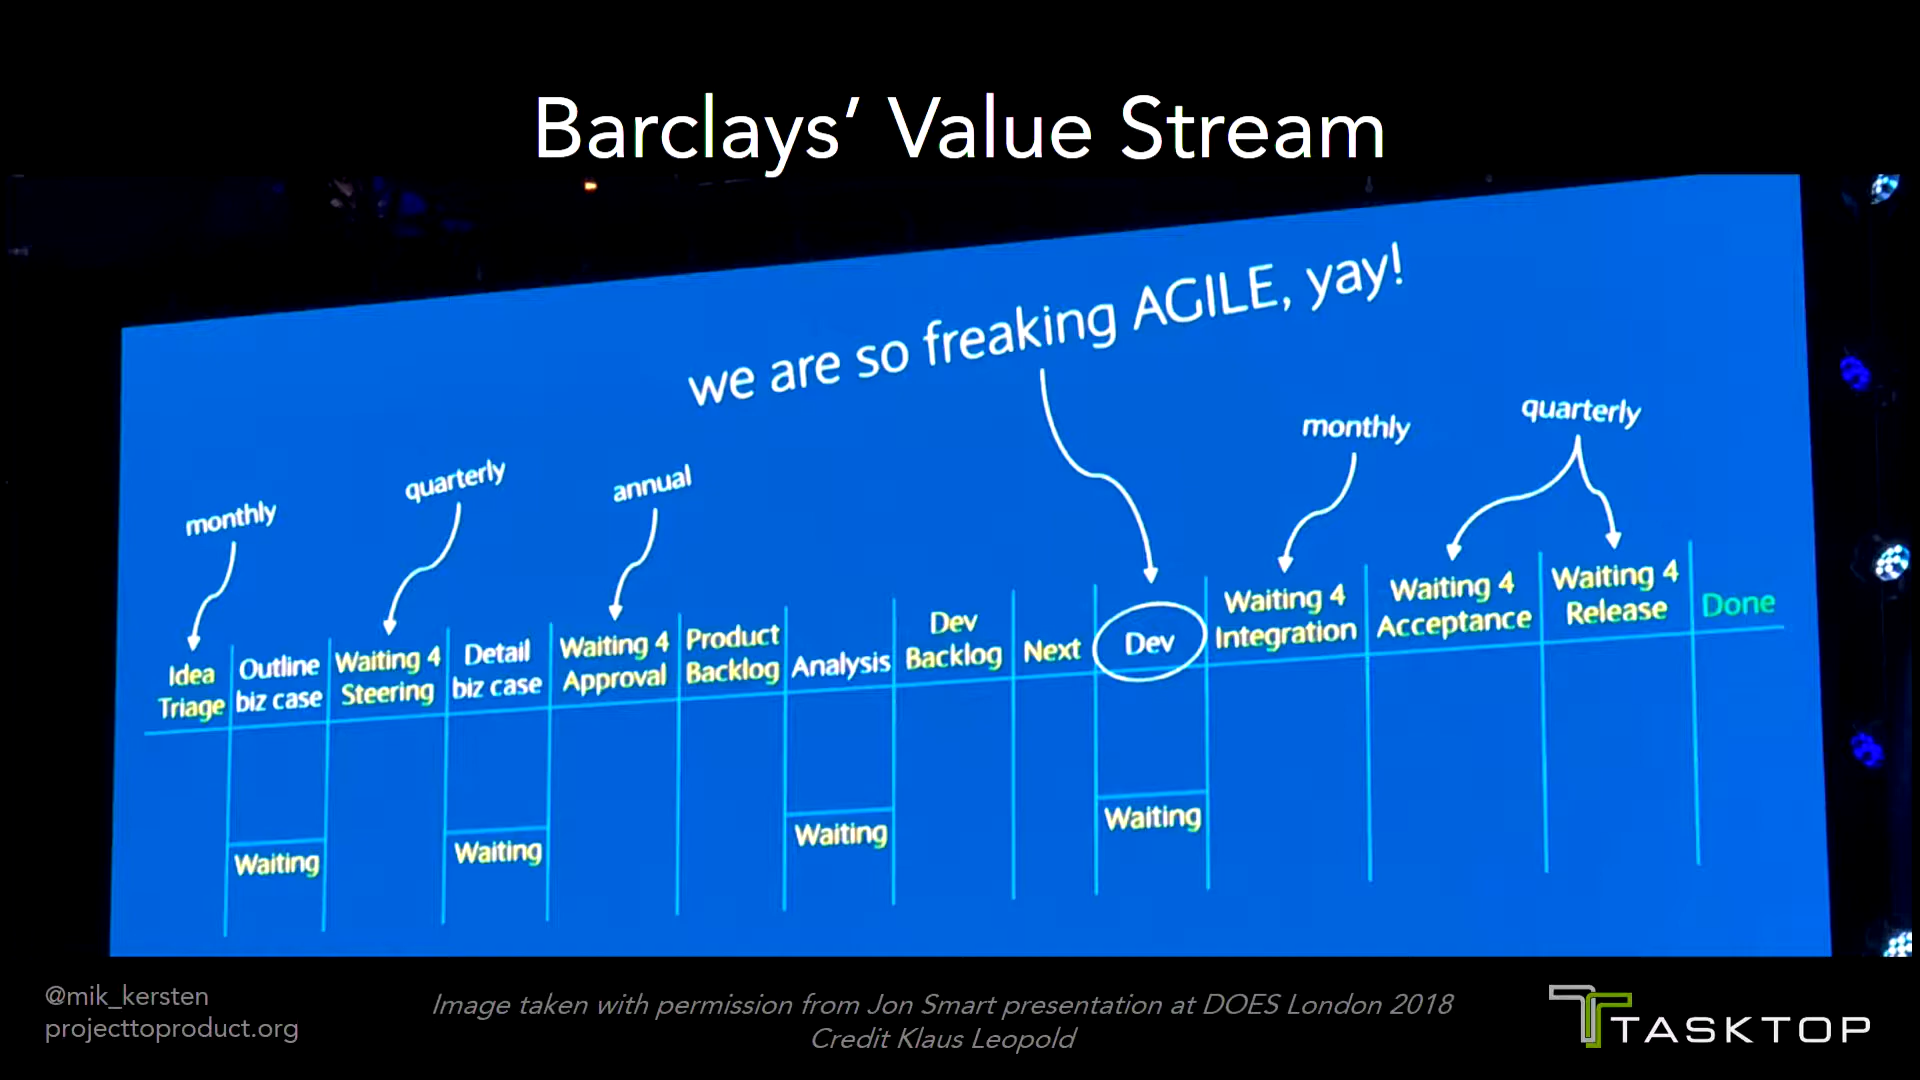 Barclays' Value Stream
we are so freaking AGILE, yay!
monthly
quarterly
annual
monthly
quarterly
Idea
Triage
Outline
biz case
Waiting 4
Steering
Detail
biz case
Waiting 4
Approval
Product
Backlog
Analysis
Dev
Backlog
Next
Dev
Waiting 4
Integration
Waiting 4
Acceptance
Waiting 4
Release
Done
Waiting
Waiting
Waiting
Waiting
@mik_kersten
projecttoproduct.org
Image taken with permission from Jon Smart presentation at DOES London 2018
Credit Klaus Leopold
TASKTOP